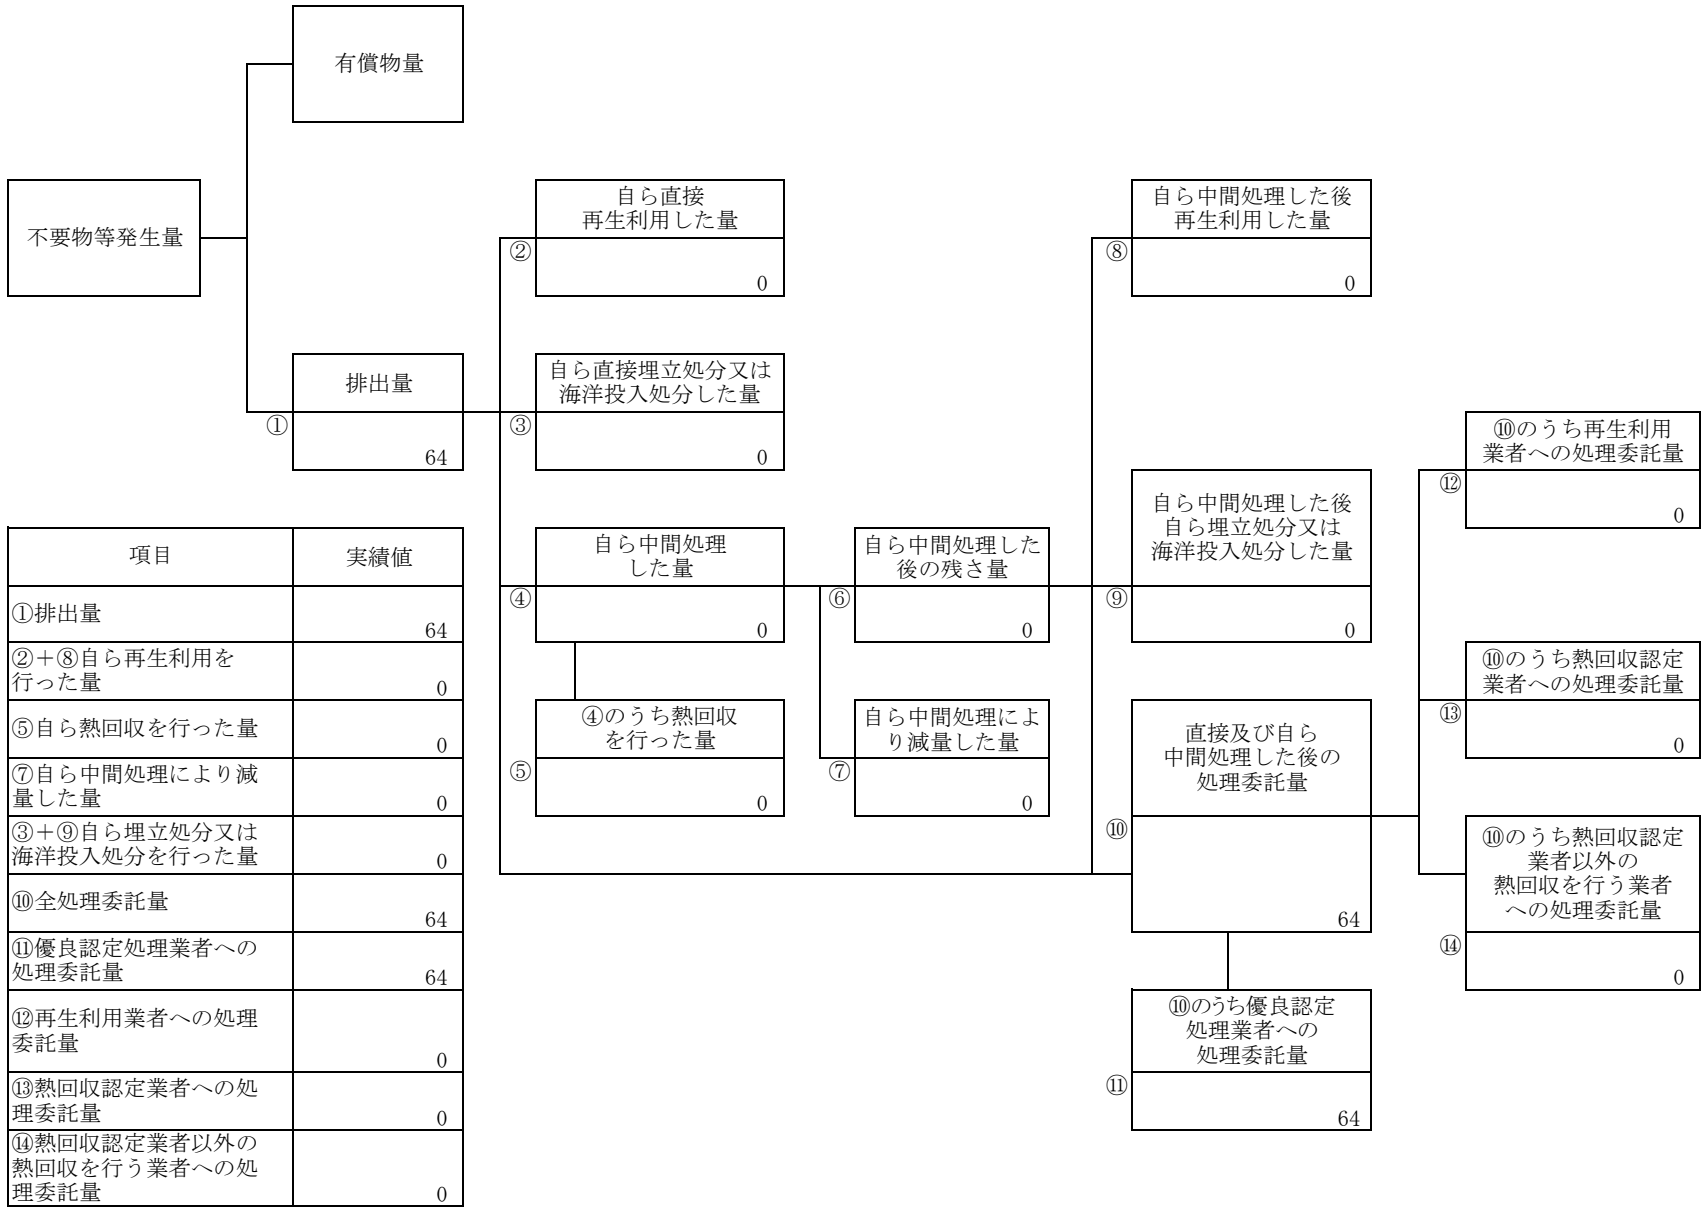 有償物量
不要物等発生量
排出量
①
64
自ら直接
再生利用した量
②
0
自ら直接埋立処分又は
海洋投入処分した量
③
0
自ら中間処理
した量
④
0
④のうち熱回収
を行った量
⑤
0
自ら中間処理した
後の残さ量
⑥
0
自ら中間処理によ
り減量した量
⑦
0
自ら中間処理した後
再生利用した量
⑧
0
自ら中間処理した後
自ら埋立処分又は
海洋投入処分した量
⑨
0
直接及び自ら
中間処理した後の
処理委託量
⑩
64
⑩のうち優良認定
処理業者への
処理委託量
⑪
64
⑩のうち再生利用
業者への処理委託量
⑫
0
⑩のうち熱回収認定
業者への処理委託量
⑬
0
⑩のうち熱回収認定
業者以外の
熱回収を行う業者
への処理委託量
⑭
0
項目
実績値
①排出量
64
②＋⑧自ら再生利用を
行った量
0
⑤自ら熱回収を行った量
0
⑦自ら中間処理により減
量した量
0
③＋⑨自ら埋立処分又は
海洋投入処分を行った量
0
⑩全処理委託量
64
⑪優良認定処理業者への
処理委託量
64
⑫再生利用業者への処理
委託量
0
⑬熱回収認定業者への処
理委託量
0
⑭熱回収認定業者以外の
熱回収を行う業者への処
理委託量
0